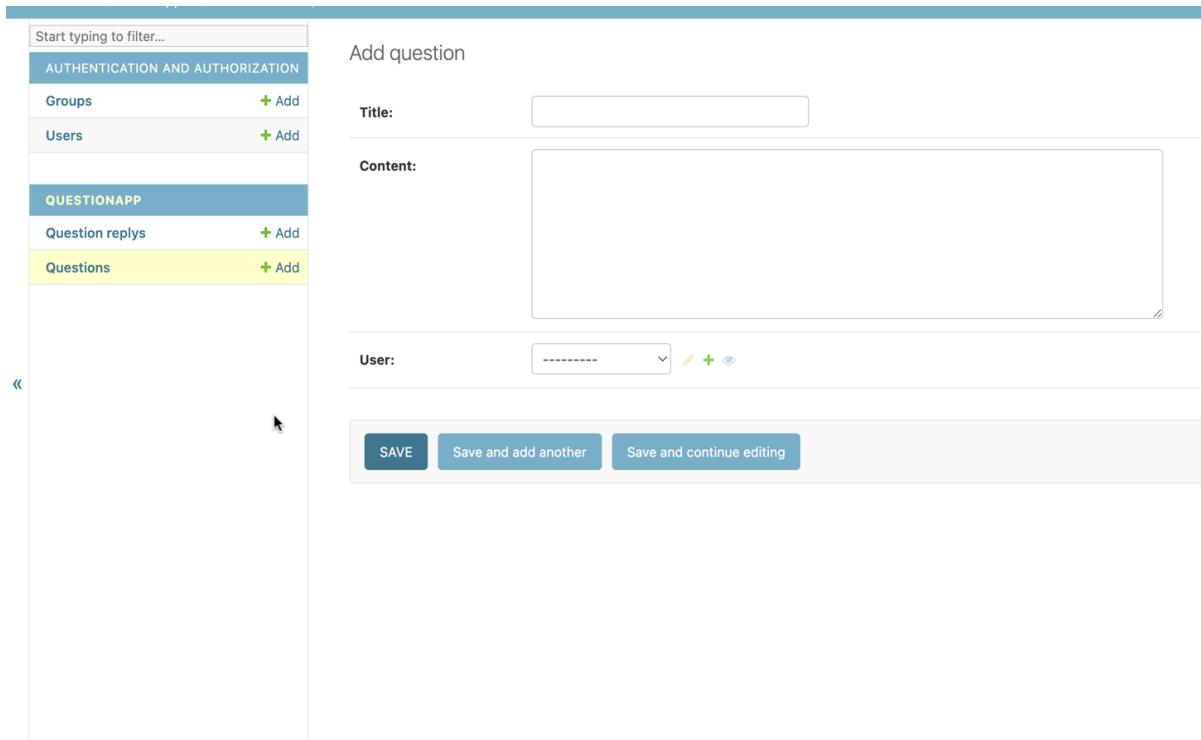 Start typing to filter...
AUTHENTICATION AND AUTHORIZATION
Groups + Add
Users + Add
QUESTIONAPP
Question replys + Add
Questions + Add
«
Add question
Title:
Content:
User: ---------
SAVE Save and add another Save and continue editing